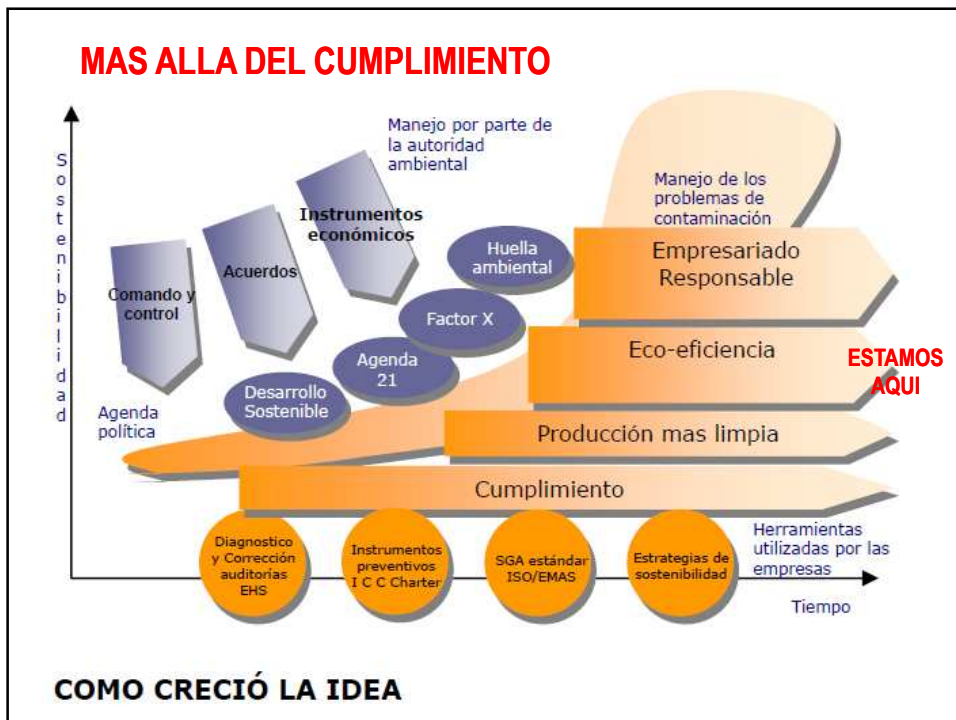 MAS ALLA DEL CUMPLIMIENTO
Sostenibilidad
Manejo por parte de
la autoridad
ambiental
Comando y
control
Acuerdos
Instrumentos
económicos
Agenda
política
Desarrollo
Sostenible
Agenda
21
Factor X
Huella
ambiental
Manejo de los
problemas de
contaminación
Empresariado
Responsable
Eco-eficiencia
ESTAMOS
AQUI
Producción mas limpia
Cumplimiento
Diagnostico
y Corrección
auditorías
EHS
Instrumentos
preventivos
I C C Charter
SGA estándar
ISO/EMAS
Estrategias de
sostenibilidad
Herramientas
utilizadas por las
empresas
Tiempo
COMO CRECIÓ LA IDEA